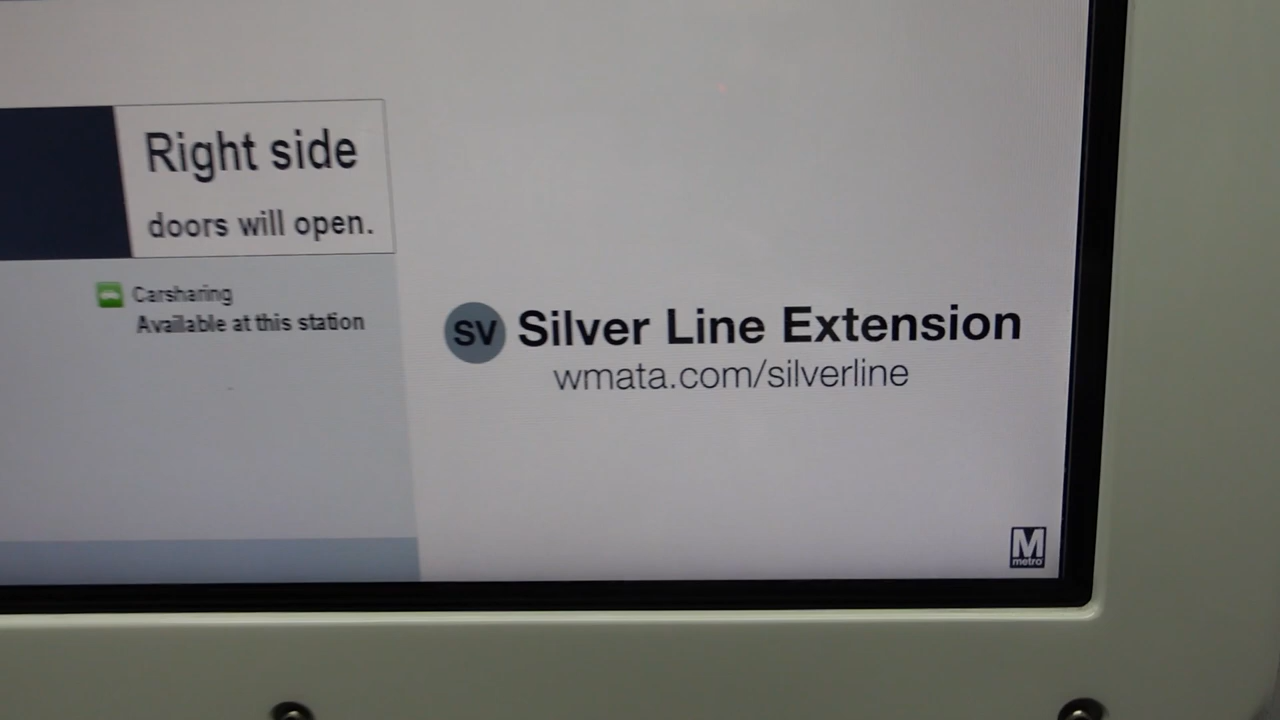 Right side
doors will open.
Carsharing
Available at this station
SV Silver Line Extension
wmata.com/silverline
M
metro